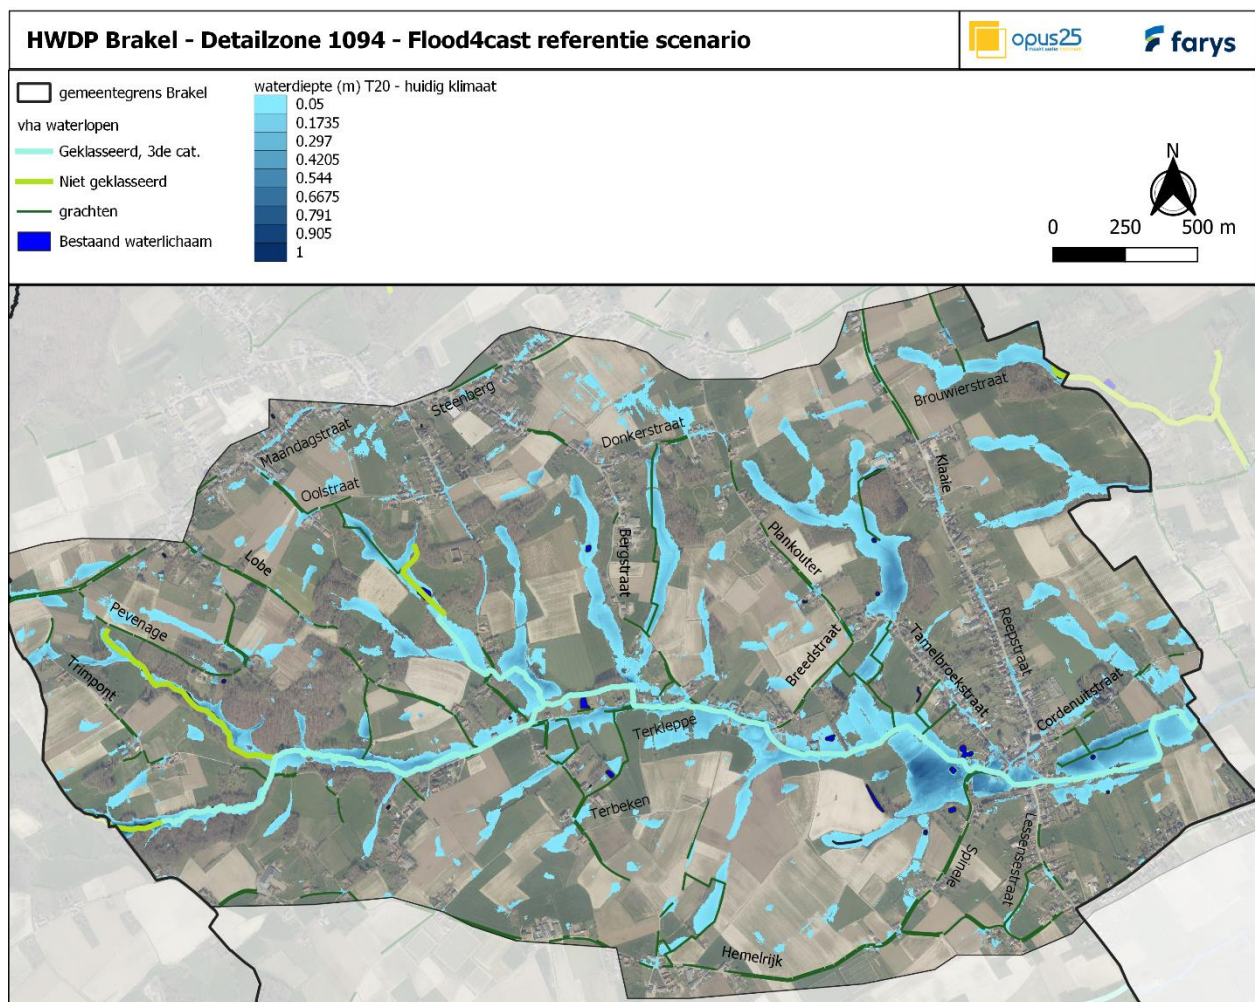 HWDP Brakel - Detailzone 1094 - Flood4cast referentie scenario
opus25
farys
gemeentegrens Brakel
vha waterlopen
Geklasseerd, 3de cat.
Niet geklasseerd
grachten
Bestaand waterlichaam
waterdiepte (m) T20 - huidig klimaat
0.05
0.1735
0.297
0.4205
0.544
0.6675
0.791
0.905
1
N
0 250 500 m
Steenberg
Brouwierstraat
Maandagstraat
Donkerstraat
Klaaie
Oolstraat
Bergstraat
Plankouter
Lobe
Pevenage
Reepstraat
Trimpont
Breedstraat
Tammelbroekstraat
Cordenuitstraat
Terkleppe
Terbeken
Spinele
Lessensestraat
Hemelrijk